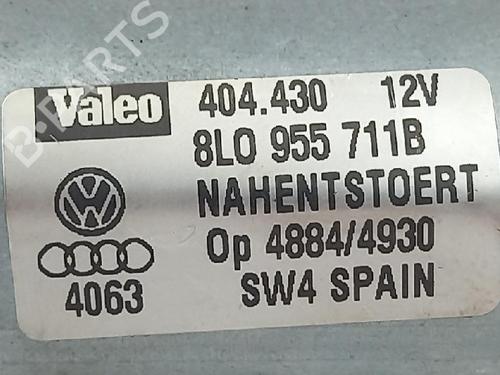 Valeo 404.430 12V
8L0 955 711B
NAHENTSTOERT
Op 4884/4930
4063 SW4 SPAIN
B-PARTS